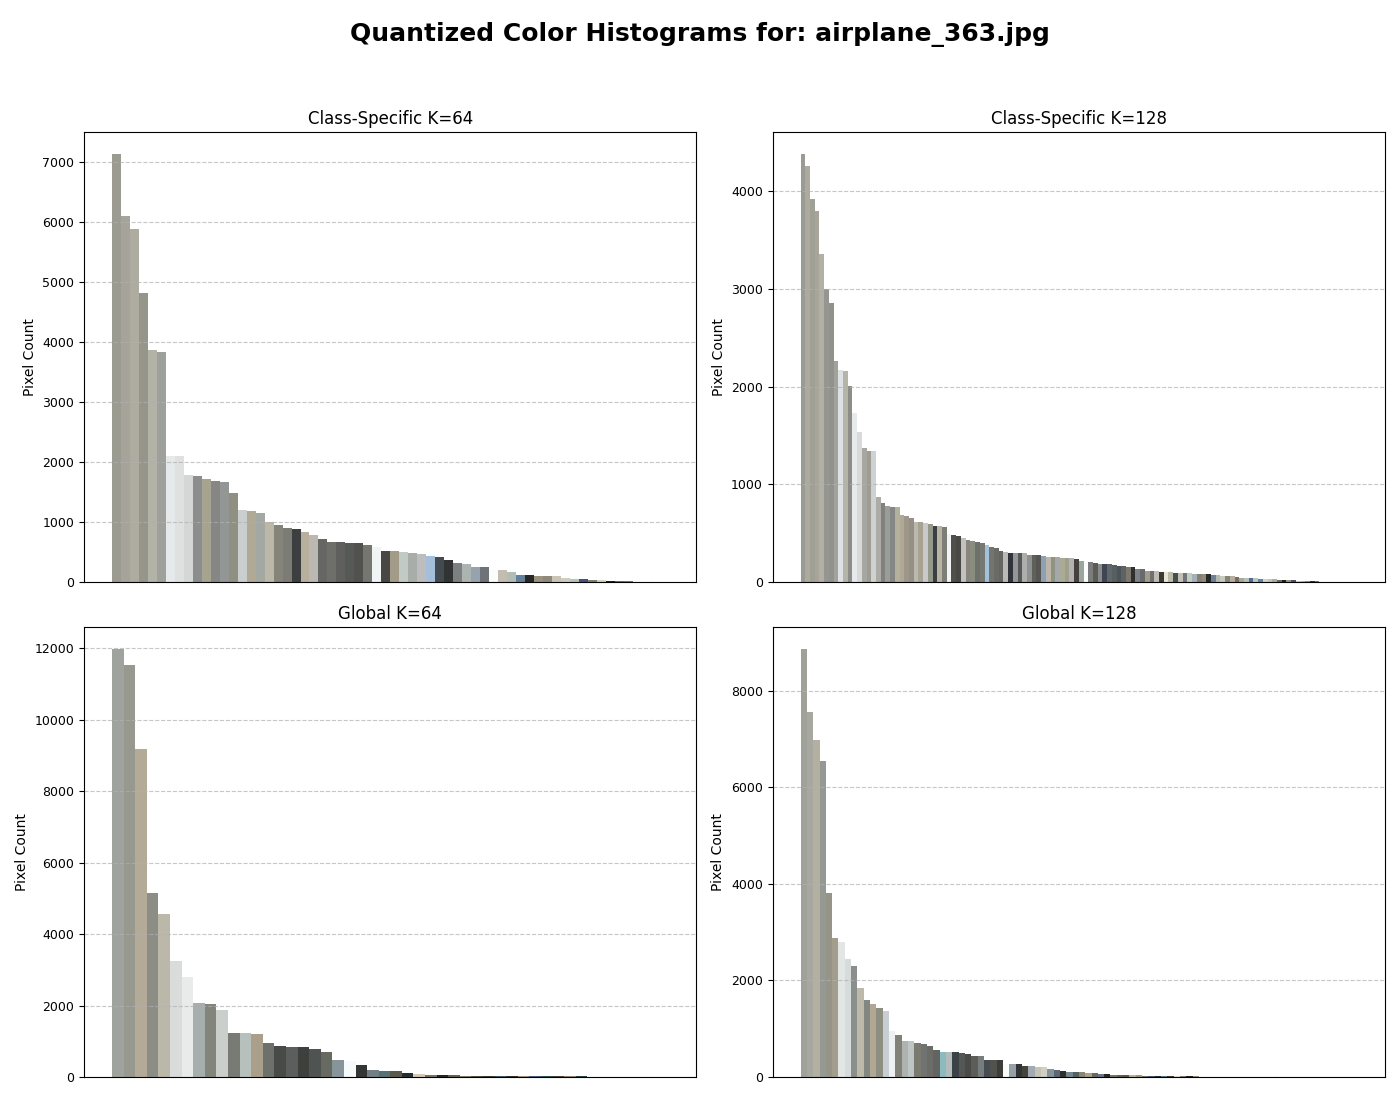 Quantized Color Histograms for: airplane_363.jpg
Class-Specific K=64
Pixel Count
7000
6000
5000
4000
3000
2000
1000
0
Class-Specific K=128
Pixel Count
4000
3000
2000
1000
0
Global K=64
Pixel Count
12000
10000
8000
6000
4000
2000
0
Global K=128
Pixel Count
8000
6000
4000
2000
0